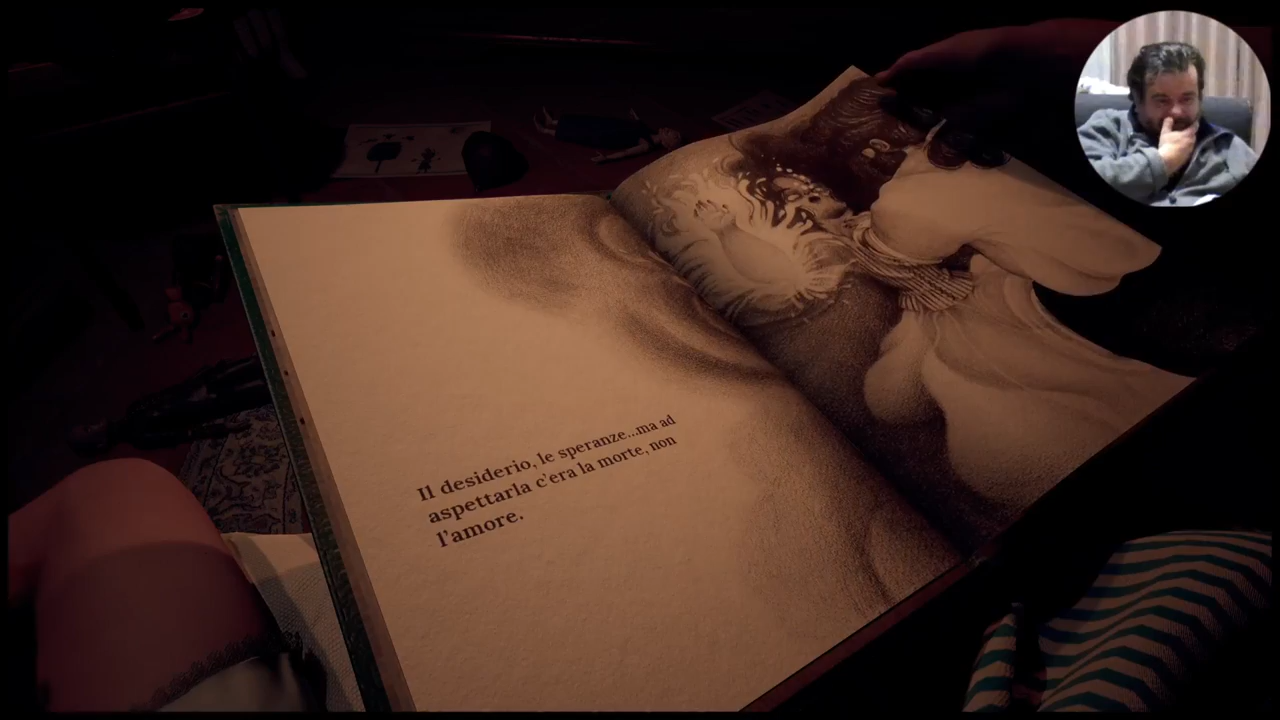 Il desiderio, le speranze...ma ad
aspettarla c'era la morte, non
l'amore.